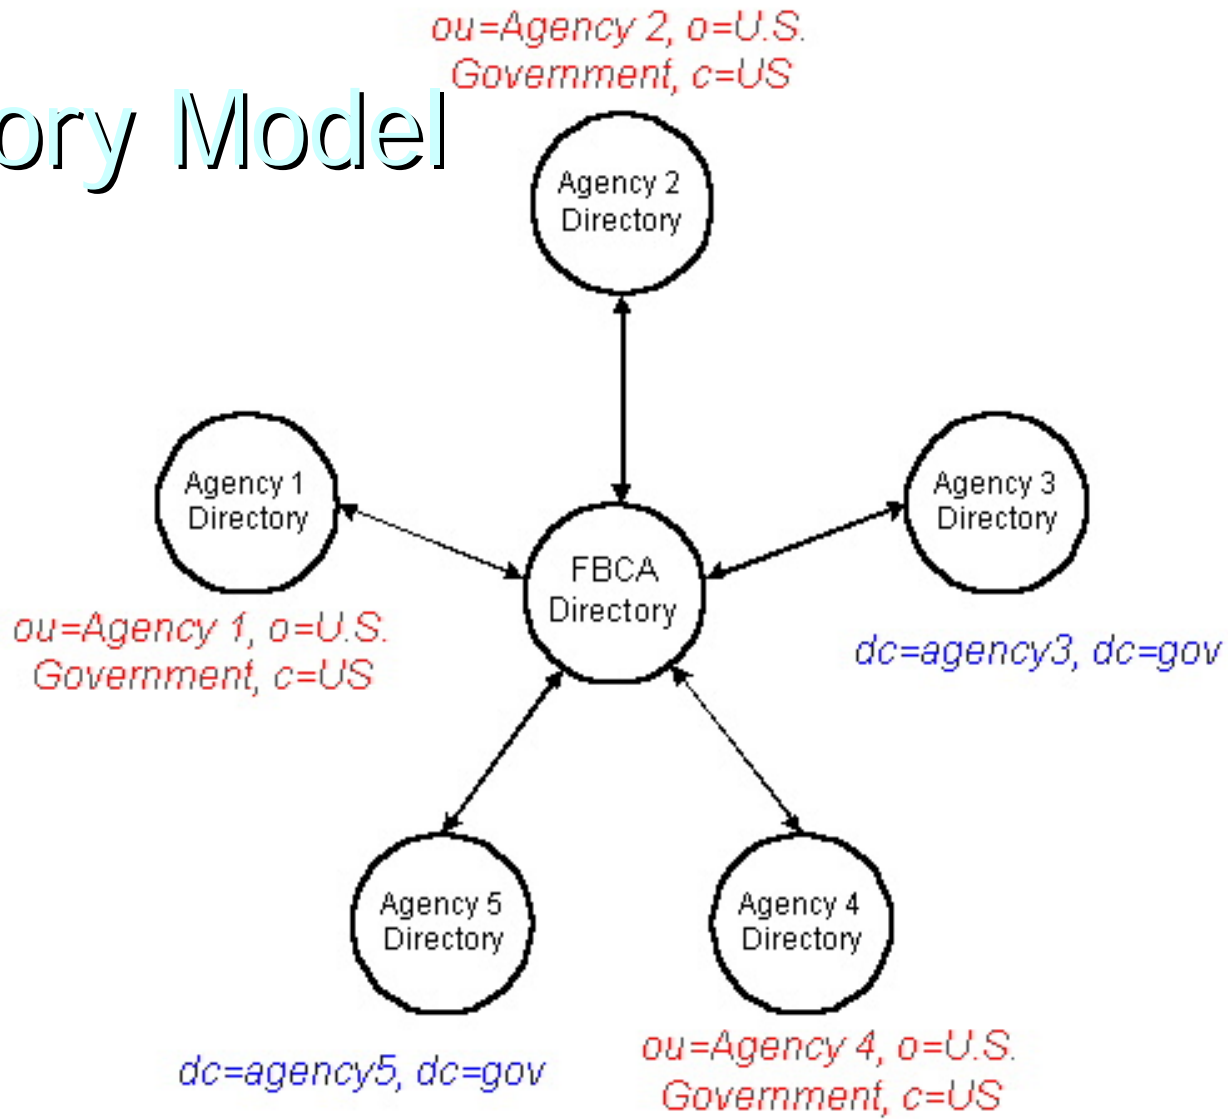 ou=Agency 2, o=U.S.
Government, c=US
ory Model
Agency 2
Directory
Agency 1
Directory
Agency 3
Directory
FBCA
Directory
ou=Agency 1, o=U.S.
Government, c=US
dc=agency3, dc=gov
Agency 5
Directory
Agency 4
Directory
dc=agency5, dc=gov
ou=Agency 4, o=U.S.
Government, c=US